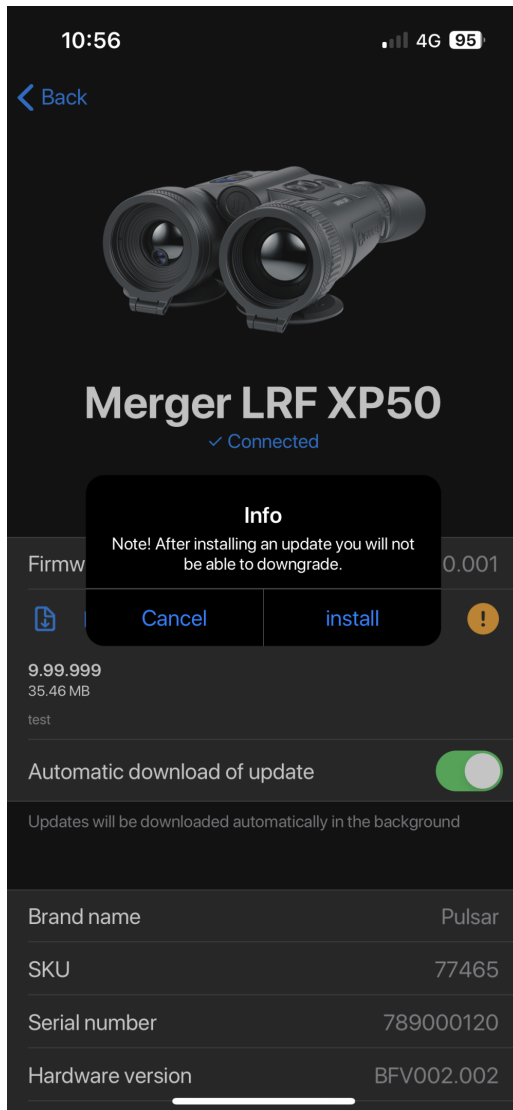 10:56
4G 95
Back
Merger LRF XP50
✓ Connected
Info
Note! After installing an update you will not
be able to downgrade.
Cancel
install
9.99.999
35.46 MB
test
Automatic download of update
Updates will be downloaded automatically in the background
Brand name
Pulsar
SKU
77465
Serial number
789000120
Hardware version
BFV002.002